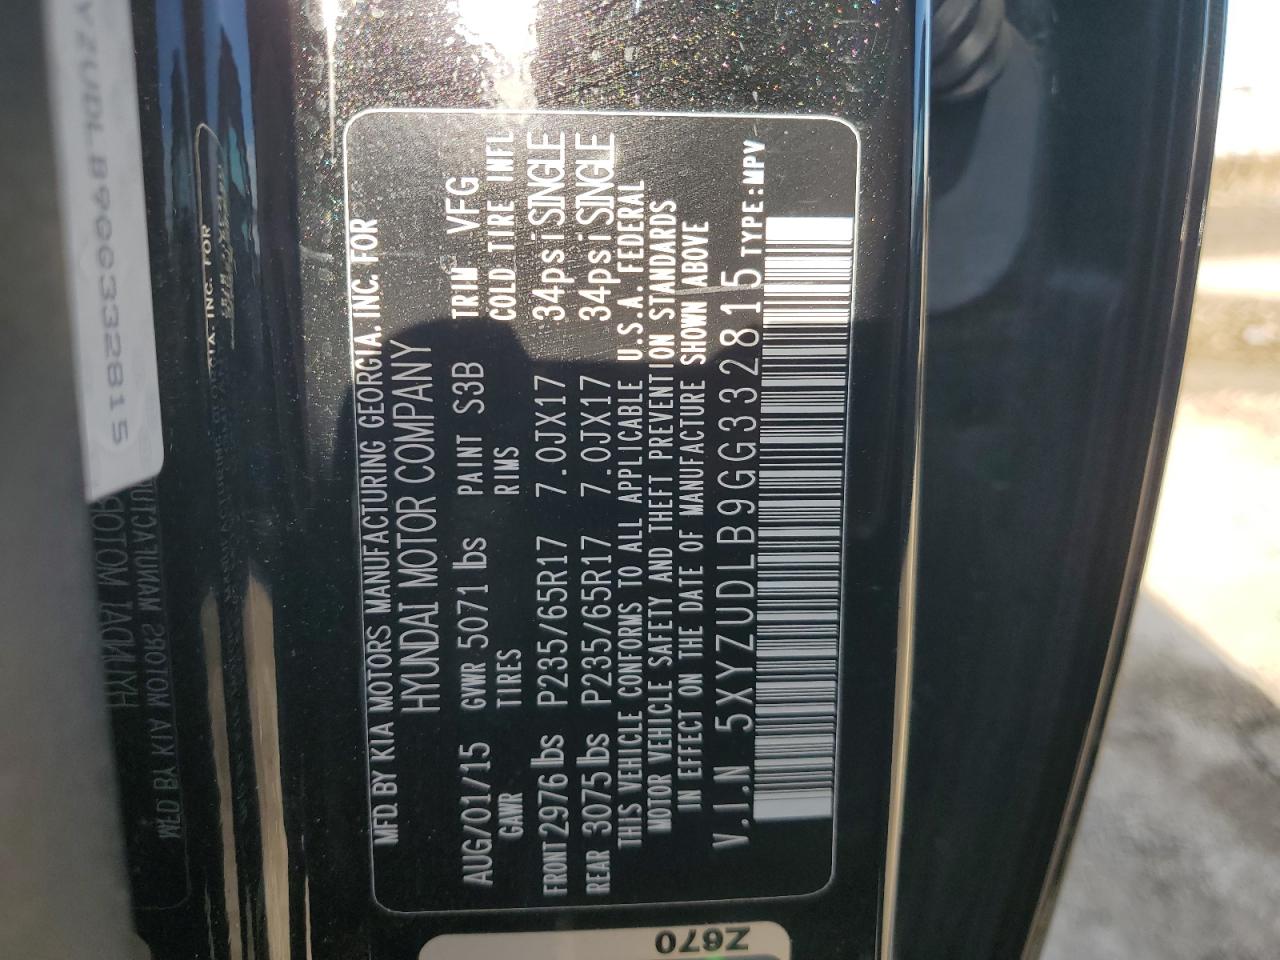 MFD. BY KIA MOTORS MANUFACTURING GEORGIA. INC. FOR
HYUNDAI MOTOR COMPANY
AUG/01/15 GVWR 5071 lbs PAINT S3B TRIM VFG
GAWR TIRES RIMS COLD TIRE INFL
FRONT 2976 lbs P235/65R17 7.0JX17 34psi SINGLE
REAR 3075 lbs P235/65R17 7.0JX17 34psi SINGLE
THIS VEHICLE CONFORMS TO ALL APPLICABLE U.S.A. FEDERAL
MOTOR VEHICLE SAFETY AND THEFT PREVENTION STANDARDS
IN EFFECT ON THE DATE OF MANUFACTURE SHOWN ABOVE
V.I.N 5XYZUDLB9GG332815 TYPE:MPV
Z670
YZUDLB9GG332815